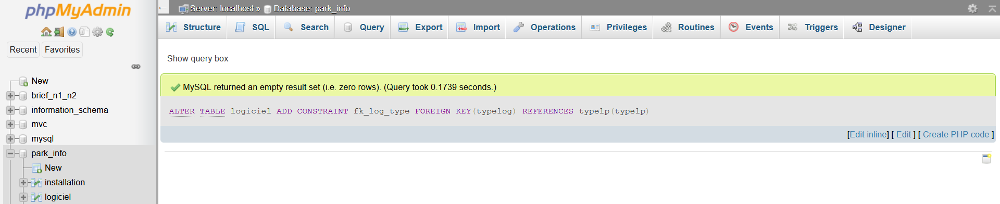 phpMyAdmin
Recent
Favorites
New
brief_n1_n2
information_schema
mvc
mysql
park_info
New
installation
logiciel
← Server: localhost » Database: park_info
Structure
SQL
Search
Query
Export
Import
Operations
Privileges
Routines
Events
Triggers
Designer
Show query box
MySQL returned an empty result set (i.e. zero rows). (Query took 0.1739 seconds.)
ALTER TABLE logiciel ADD CONSTRAINT fk_log_type FOREIGN KEY(typelog) REFERENCES typelp(typelp)
[Edit inline] [ Edit ] [ Create PHP code ]